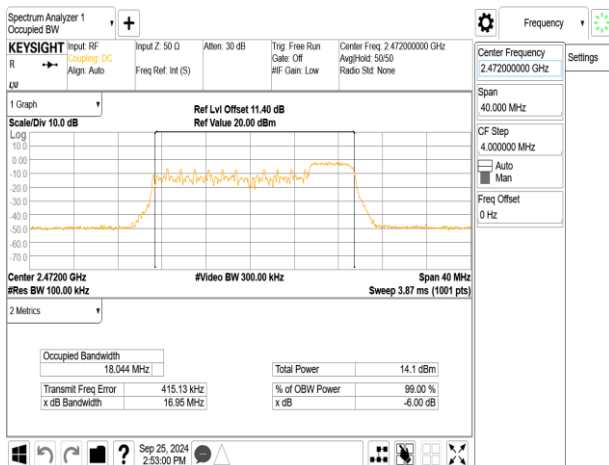 Spectrum Analyzer 1
Occupied BW
Frequency
KEYSIGHT
Input: RF
Coupling: DC
Align: Auto
Input Z: 50 Ω
Freq Ref: Int (S)
Atten: 30 dB
Trig: Free Run
Gate: Off
#IF Gain: Low
Center Freq: 2.472000000 GHz
Avg|Hold: 50/50
Radio Std: None
R
LXI
Center Frequency
2.472000000 GHz
Settings
Span
40.000 MHz
CF Step
4.000000 MHz
Auto
Man
Freq Offset
0 Hz
1 Graph
Scale/Div 10.0 dB
Ref Lvl Offset 11.40 dB
Ref Value 20.00 dBm
Log
10.0
0.00
-10.0
-20.0
-30.0
-40.0
-50.0
-60.0
-70.0
Center 2.47200 GHz
#Video BW 300.00 kHz
Span 40 MHz
#Res BW 100.00 kHz
Sweep 3.87 ms (1001 pts)
2 Metrics
Occupied Bandwidth
18.044 MHz
Total Power 14.1 dBm
Transmit Freq Error 415.13 kHz
% of OBW Power 99.00 %
x dB Bandwidth 16.95 MHz
x dB -6.00 dB
?
Sep 25, 2024
2:53:00 PM